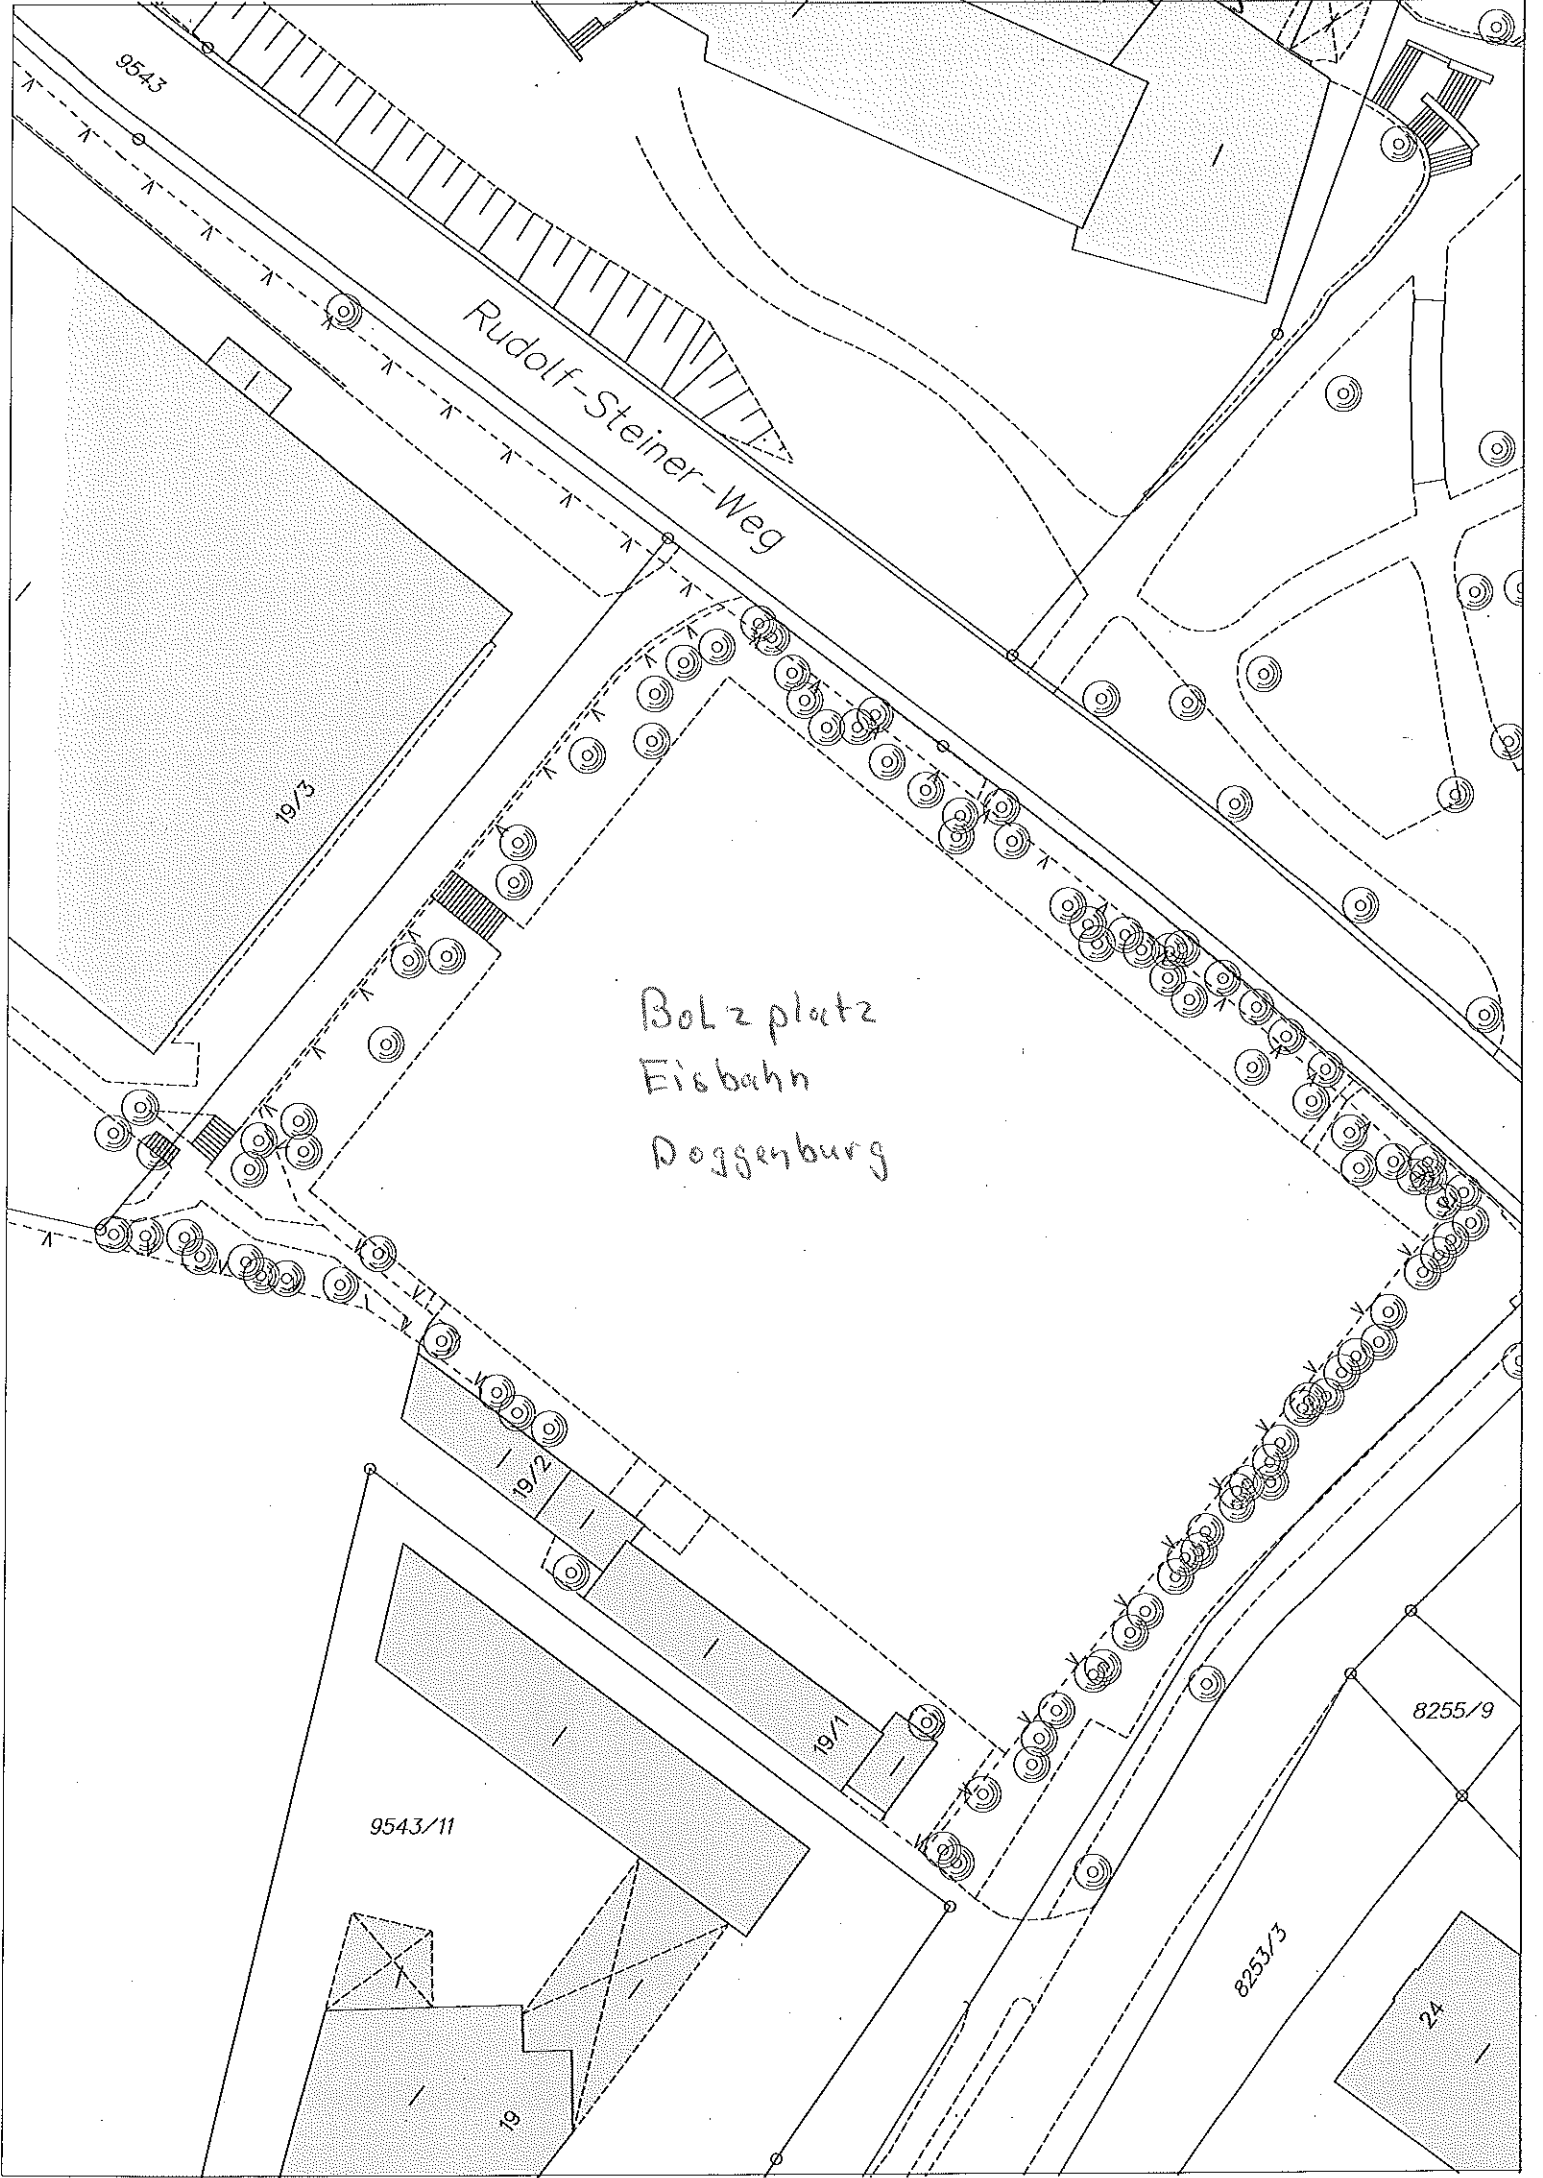 9543
Rudolf-Steiner-Weg
19/3
Bolzplatz
Eisbahn
Doggenburg
19/2
19/1
8255/9
9543/11
8253/3
24
19